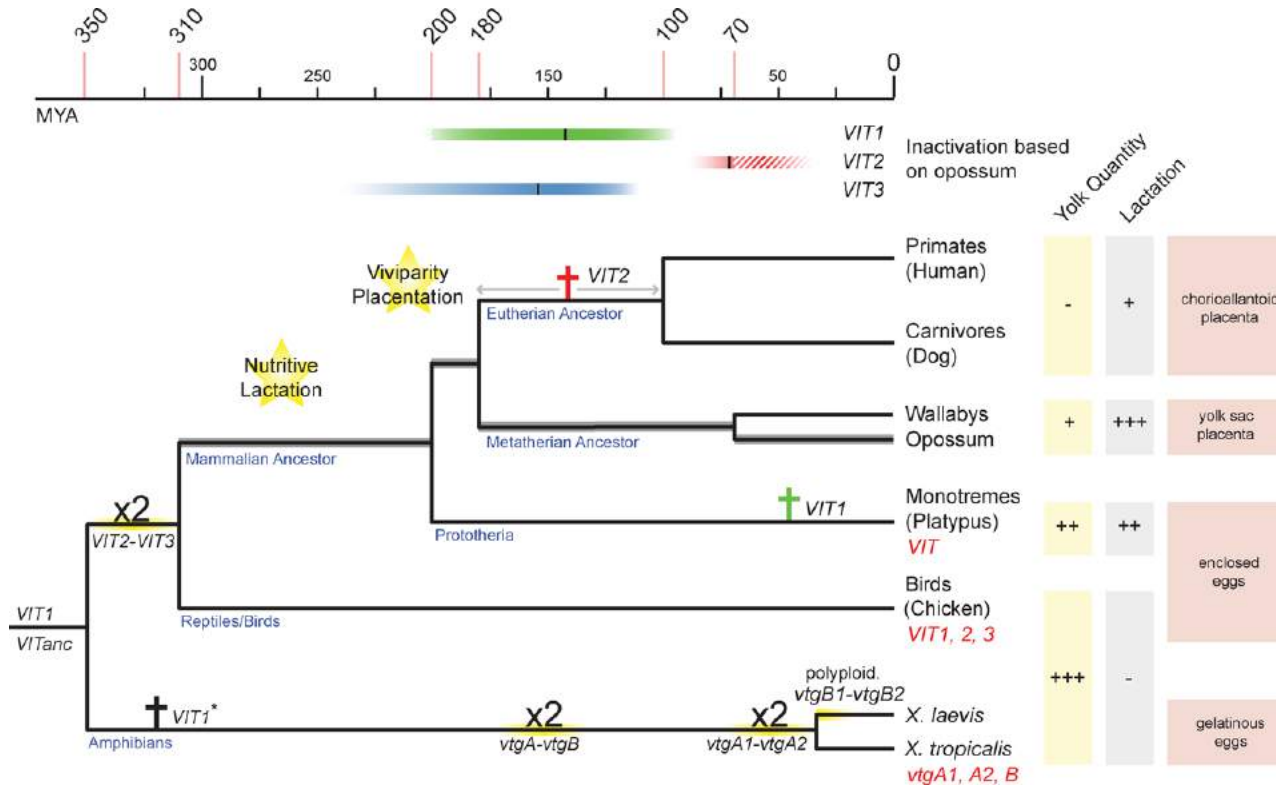 350
310
200
180
100
70
0
300
250
150
50
MYA
VIT1
VIT2
VIT3
Inactivation based
on opossum
Yolk Quantity
Lactation
Viviparity
Placentation
VIT2
Eutherian Ancestor
Primates
(Human)
-
+
chorioallantoic
placenta
Carnivores
(Dog)
Nutritive
Lactation
Mammalian Ancestor
Metatherian Ancestor
Wallabys
Opossum
+
+++
yolk sac
placenta
VIT1
Prototheria
Monotremes
(Platypus)
VIT
++
++
enclosed
eggs
x2
VIT2-VIT3
VIT1
VITanc
Reptiles/Birds
Birds
(Chicken)
VIT1, 2, 3
+++
-
VIT1*
Amphibians
x2
vtgA-vtgB
x2
vtgA1-vtgA2
polyploid.
vtgB1-vtgB2
X. laevis
X. tropicalis
vtgA1, A2, B
gelatinous
eggs